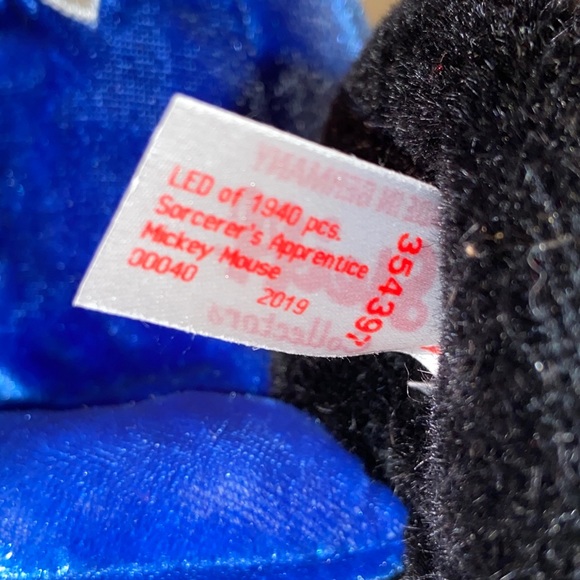 LED of 1940 pcs.
Sorcerer's Apprentice
Mickey Mouse
00040 2019
354397